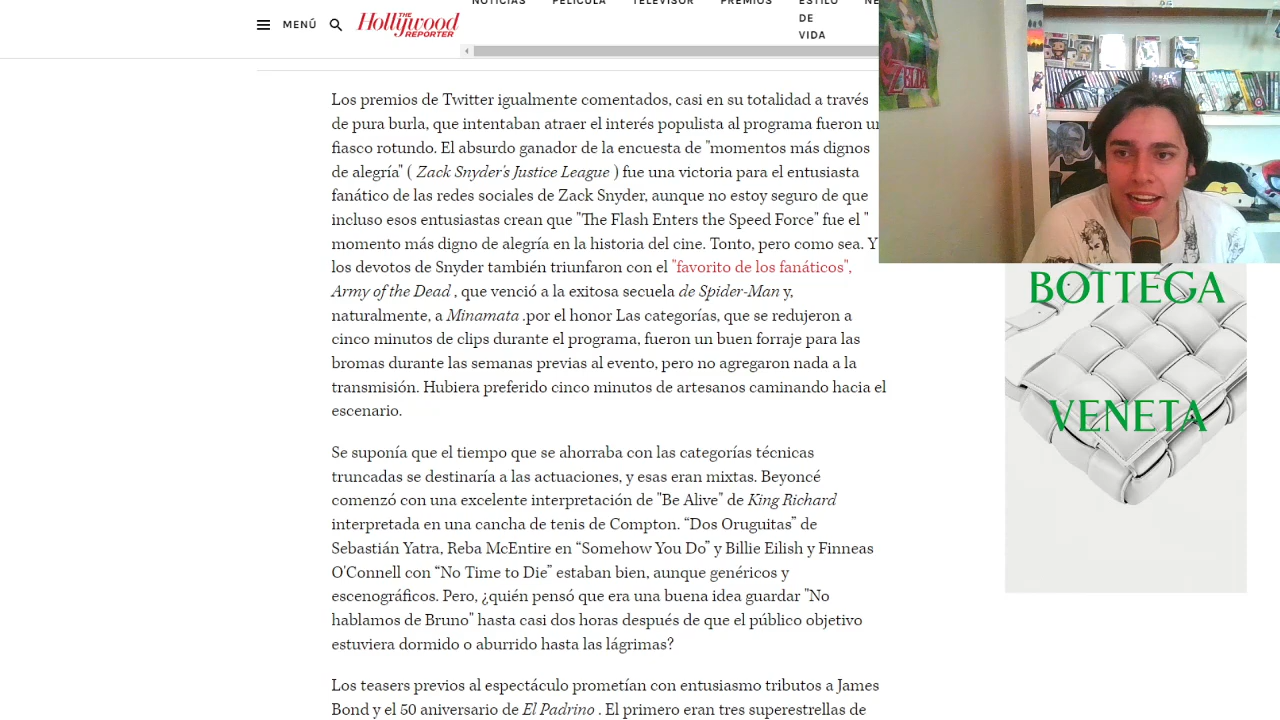 NOTICIAS PELÍCULA TELEVISOR PREMIOS ESTILO DE VIDA NE
MENÚ
THE Hollywood REPORTER
Los premios de Twitter igualmente comentados, casi en su totalidad a través
de pura burla, que intentaban atraer el interés populista al programa fueron un
fiasco rotundo. El absurdo ganador de la encuesta de "momentos más dignos
de alegría" ( Zack Snyder's Justice League ) fue una victoria para el entusiasta
fanático de las redes sociales de Zack Snyder, aunque no estoy seguro de que
incluso esos entusiastas crean que "The Flash Enters the Speed Force" fue el "
momento más digno de alegría en la historia del cine. Tonto, pero como sea. Y
los devotos de Snyder también triunfaron con el "favorito de los fanáticos",
Army of the Dead , que venció a la exitosa secuela de Spider-Man y,
naturalmente, a Minamata .por el honor Las categorías, que se redujeron a
cinco minutos de clips durante el programa, fueron un buen forraje para las
bromas durante las semanas previas al evento, pero no agregaron nada a la
transmisión. Hubiera preferido cinco minutos de artesanos caminando hacia el
escenario.
Se suponía que el tiempo que se ahorraba con las categorías técnicas
truncadas se destinaría a las actuaciones, y esas eran mixtas. Beyoncé
comenzó con una excelente interpretación de "Be Alive" de King Richard
interpretada en una cancha de tenis de Compton. “Dos Oruguitas” de
Sebastián Yatra, Reba McEntire en “Somehow You Do” y Billie Eilish y Finneas
O'Connell con “No Time to Die” estaban bien, aunque genéricos y
escenográficos. Pero, ¿quién pensó que era una buena idea guardar "No
hablamos de Bruno" hasta casi dos horas después de que el público objetivo
estuviera dormido o aburrido hasta las lágrimas?
Los teasers previos al espectáculo prometían con entusiasmo tributos a James
Bond y el 50 aniversario de El Padrino . El primero eran tres superestrellas de
ZELDA
BOTTEGA
VENETA